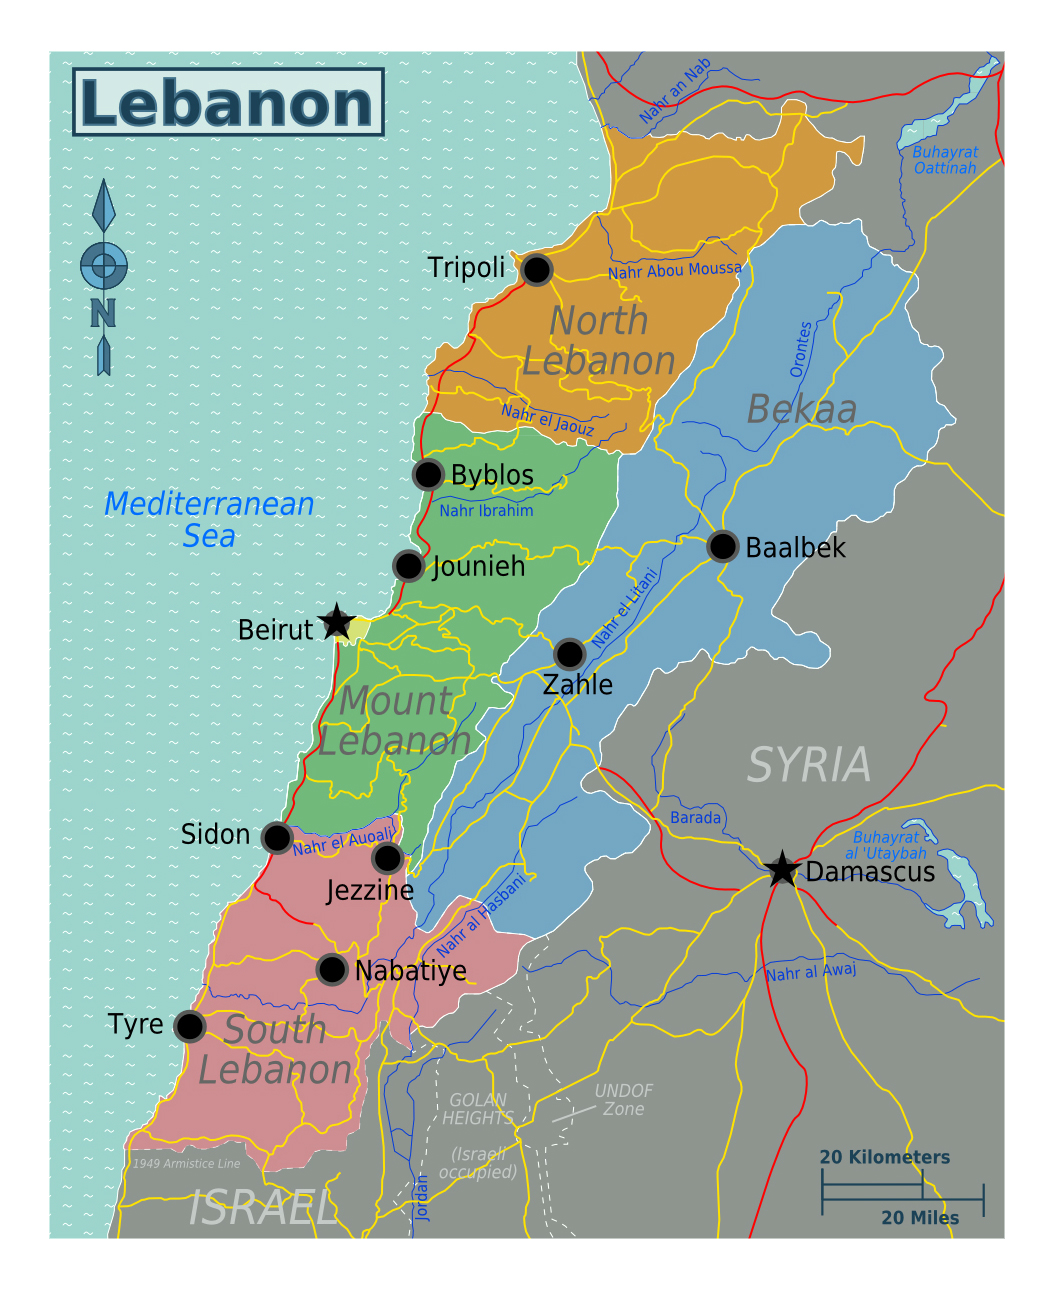 Lebanon
Nahr an Nab
Buhayrat
Oattinah
N
Tripoli
Nahr Abou Moussa
North
Lebanon
Orontes
Bekaa
Nahr el Jaouz
Byblos
Nahr Ibrahim
Mediterranean
Sea
Baalbek
Jounieh
Nahr el Litani
Beirut
Zahle
Mount
Lebanon
SYRIA
Barada
Sidon
Nahr el Auoali
Buhayrat
al 'Utaybah
Jezzine
Damascus
Nahr al Hasbani
Nabatiye
Nahr al Awaj
Tyre
South
Lebanon
GOLAN
HEIGHTS
(Israeli
occupied)
UNDOF
Zone
1949 Armistice Line
ISRAEL
Jordan
20 Kilometers
20 Miles